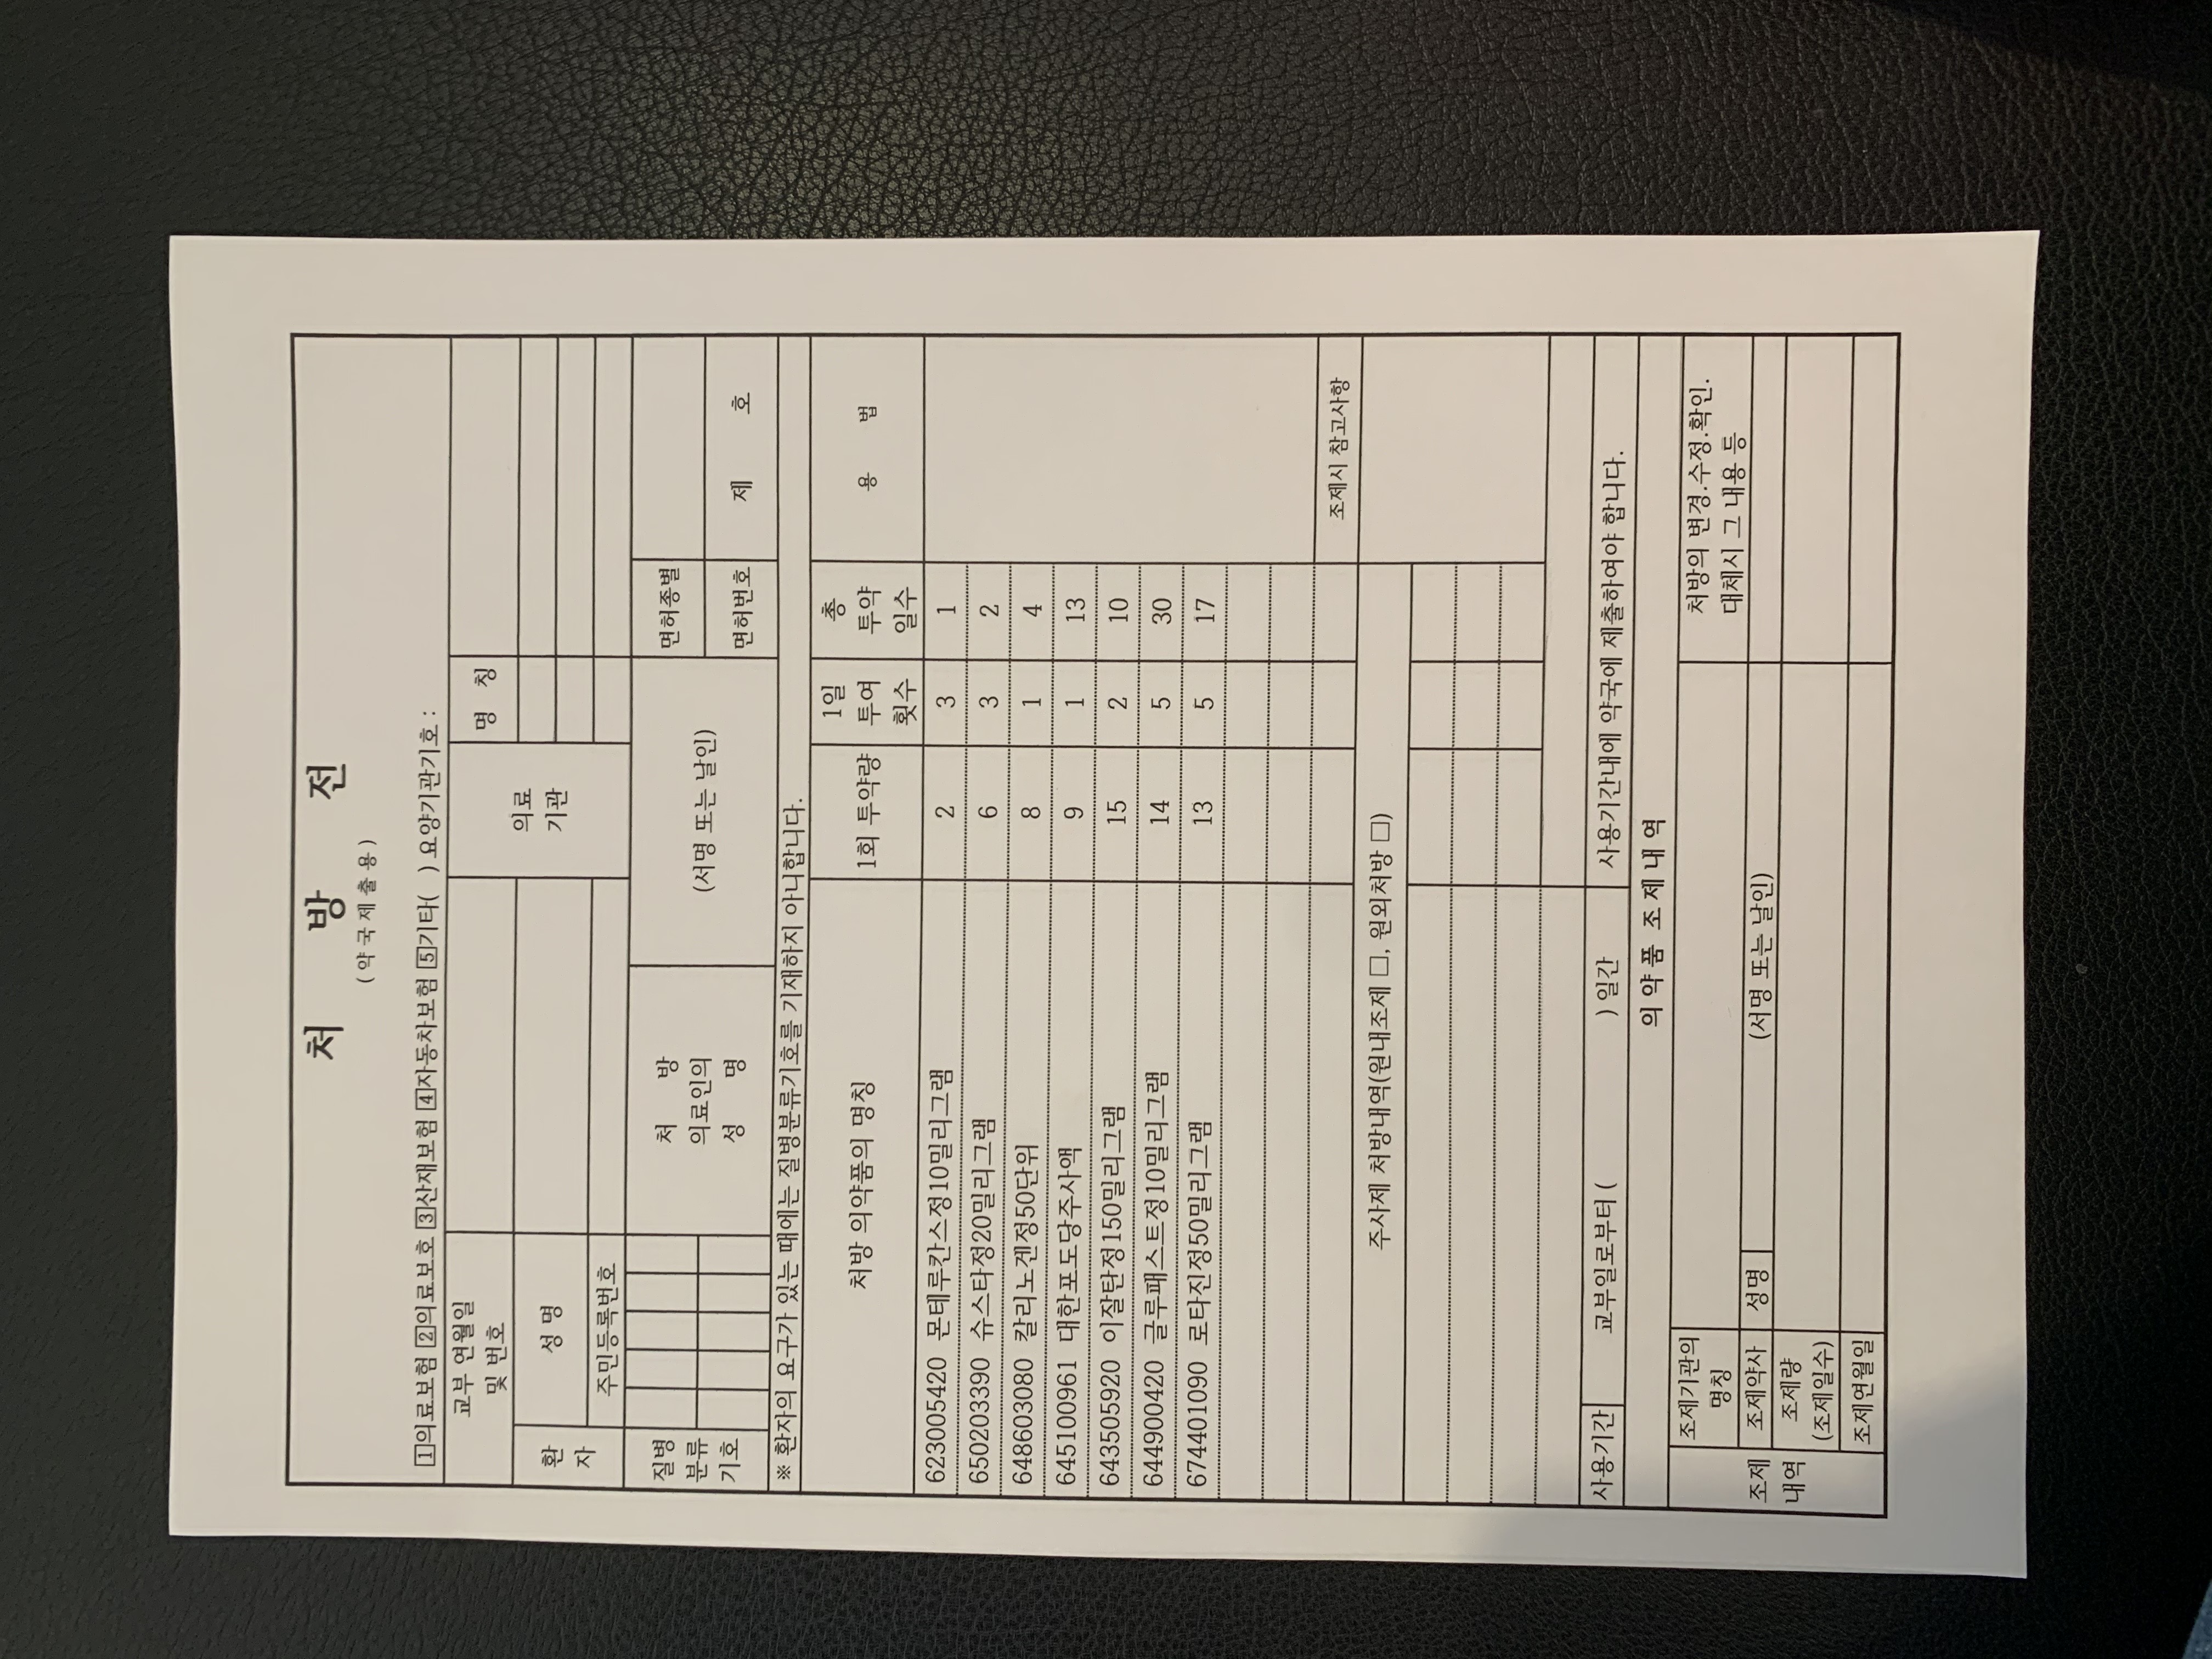 처 방 전
(약국제출용)
1의료보험 2의료보호 3산재보험 4자동차보험 5기타( ) 요양기관기호 :
교부 연월일
및 번호
의료
기관
명 칭
환
자
성 명
주민등록번호
질병
분류
기호
처 방
의료인의
성 명
(서명 또는 날인)
면허종별
면허번호 제 호
※ 환자의 요구가 있는 때에는 질병분류기호를 기재하지 아니합니다.
처방 의약품의 명칭
1회 투약량
1일
투여
횟수
총
투약
일수
용 법
623005420 몬테루칸스정10밀리그램 2 3 1
650203390 슈스타정20밀리그램 6 3 2
648603080 칼리노겐정50단위 8 1 4
645100961 대한포도당주사액 9 1 13
643505920 이잘탄정150밀리그램 15 2 10
644900420 글루패스트정10밀리그램 14 5 30
674401090 로타진정50밀리그램 13 5 17
조제시 참고사항
주사제 처방내역(원내조제 □, 원외처방 □)
사용기간 교부일로부터 ( ) 일간 사용기간내에 약국에 제출하여야 합니다.
의약품 조제내역
조제
내역
조제기관의
명칭
처방의 변경.수정.확인.
대체시 그 내용 등
조제약사 성명 (서명 또는 날인)
조제량
(조제일수)
조제연월일